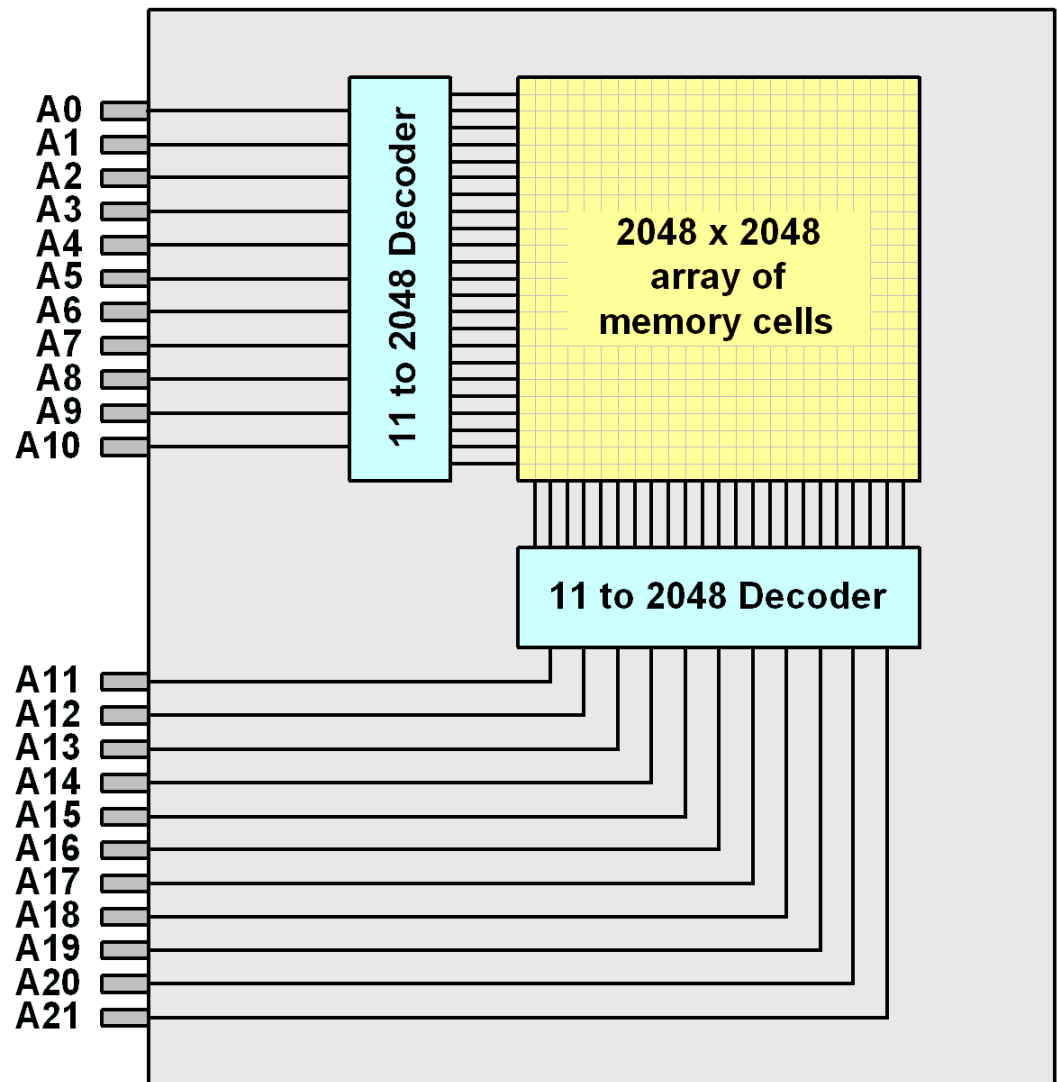 A0
A1
A2
A3
A4
A5
A6
A7
A8
A9
A10
11 to 2048 Decoder
2048 x 2048
array of
memory cells
11 to 2048 Decoder
A11
A12
A13
A14
A15
A16
A17
A18
A19
A20
A21